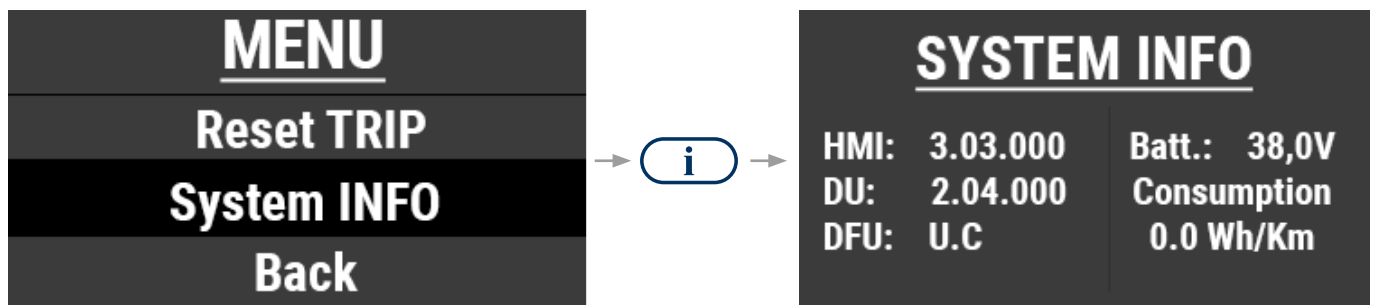 MENU
Reset TRIP
System INFO
Back
i
SYSTEM INFO
HMI: 3.03.000
DU: 2.04.000
DFU: U.C
Batt.: 38,0V
Consumption
0.0 Wh/Km